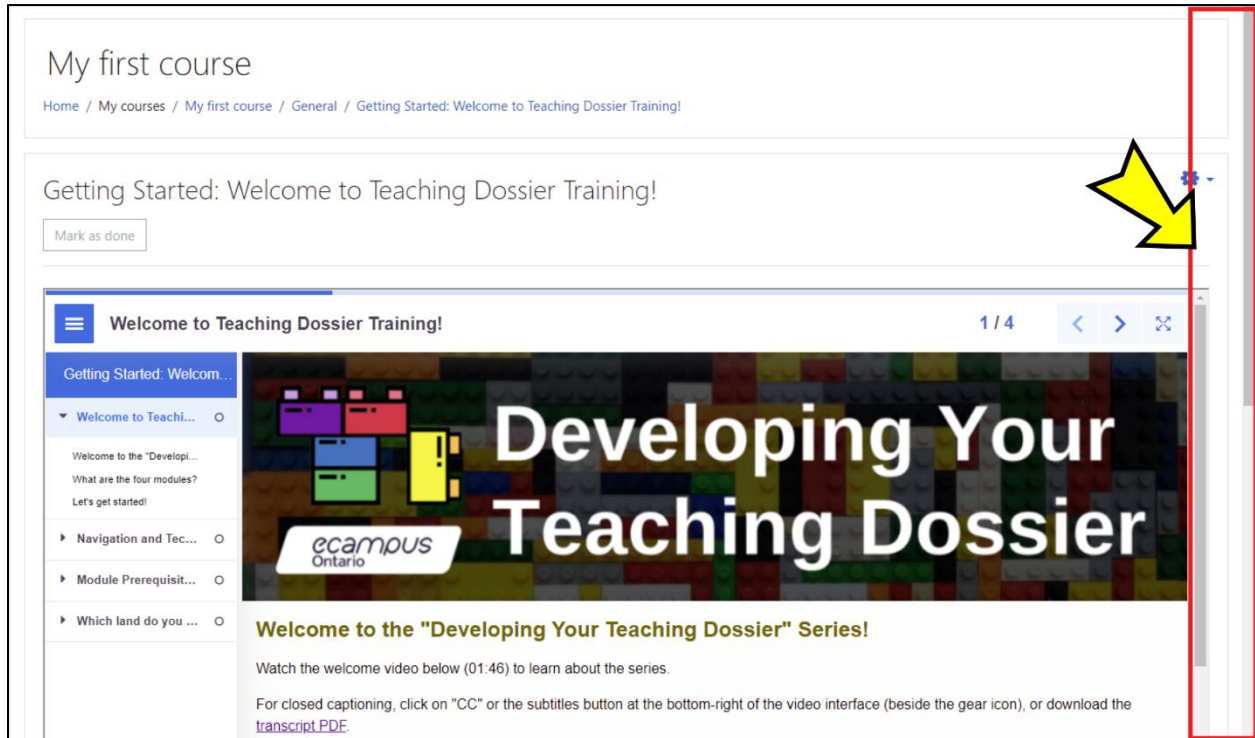 My first course
Home / My courses / My first course / General / Getting Started: Welcome to Teaching Dossier Training!
Getting Started: Welcome to Teaching Dossier Training!
Mark as done
Welcome to Teaching Dossier Training!
1 / 4
Getting Started: Welcom...
Welcome to Teachi...
Welcome to the "Developi...
What are the four modules?
Let's get started!
Navigation and Tec...
Module Prerequisit...
Which land do you ...
Developing Your
Teaching Dossier
ecampus
Ontario
Welcome to the "Developing Your Teaching Dossier" Series!
Watch the welcome video below (01:46) to learn about the series.
For closed captioning, click on "CC" or the subtitles button at the bottom-right of the video interface (beside the gear icon), or download the
transcript PDF.